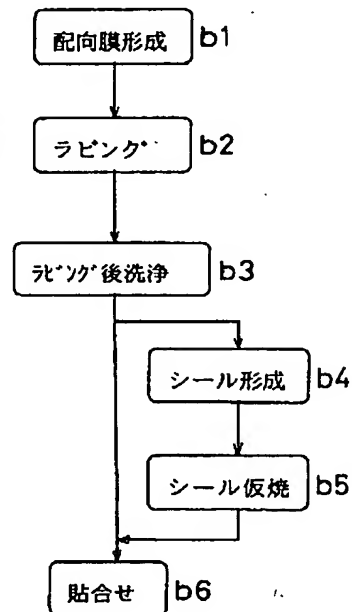 配向膜形成 b1
ラビング b2
ﾗﾋﾞﾝｸﾞ後洗浄 b3
シール形成 b4
シール仮焼 b5
貼合せ b6